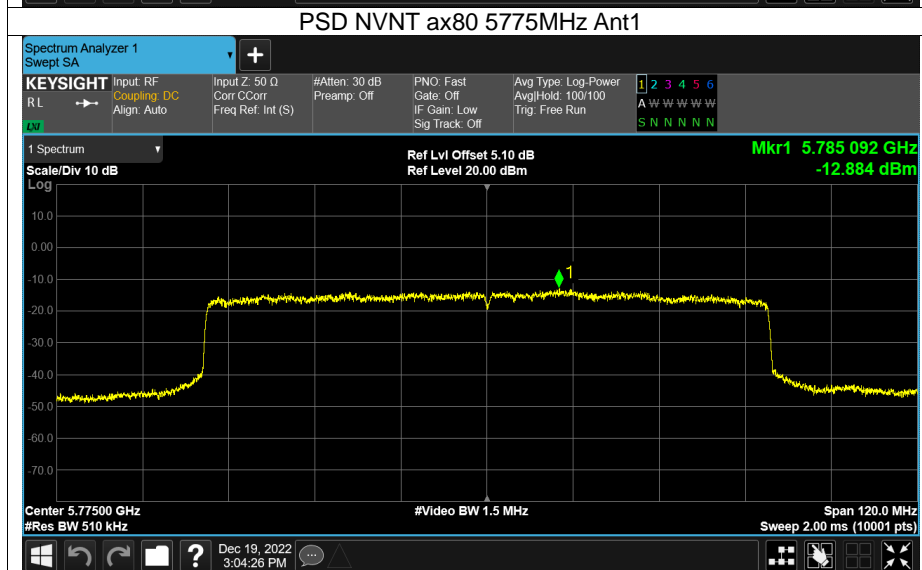 PSD NVNT ax80 5775MHz Ant1
Spectrum Analyzer 1
Swept SA
+
KEYSIGHT
RL
LXI
Input: RF
Coupling: DC
Align: Auto
Input Z: 50 Ω
Corr CCorr
Freq Ref: Int (S)
#Atten: 30 dB
Preamp: Off
PNO: Fast
Gate: Off
IF Gain: Low
Sig Track: Off
Avg Type: Log-Power
Avg|Hold: 100/100
Trig: Free Run
1 2 3 4 5 6
A W W W W W
S N N N N N
1 Spectrum
Scale/Div 10 dB
Ref Lvl Offset 5.10 dB
Ref Level 20.00 dBm
Mkr1 5.785 092 GHz
-12.884 dBm
Log
10.0
0.00
-10.0
1
-20.0
-30.0
-40.0
-50.0
-60.0
-70.0
Center 5.77500 GHz
#Video BW 1.5 MHz
Span 120.0 MHz
#Res BW 510 kHz
Sweep 2.00 ms (10001 pts)
?
Dec 19, 2022
3:04:26 PM